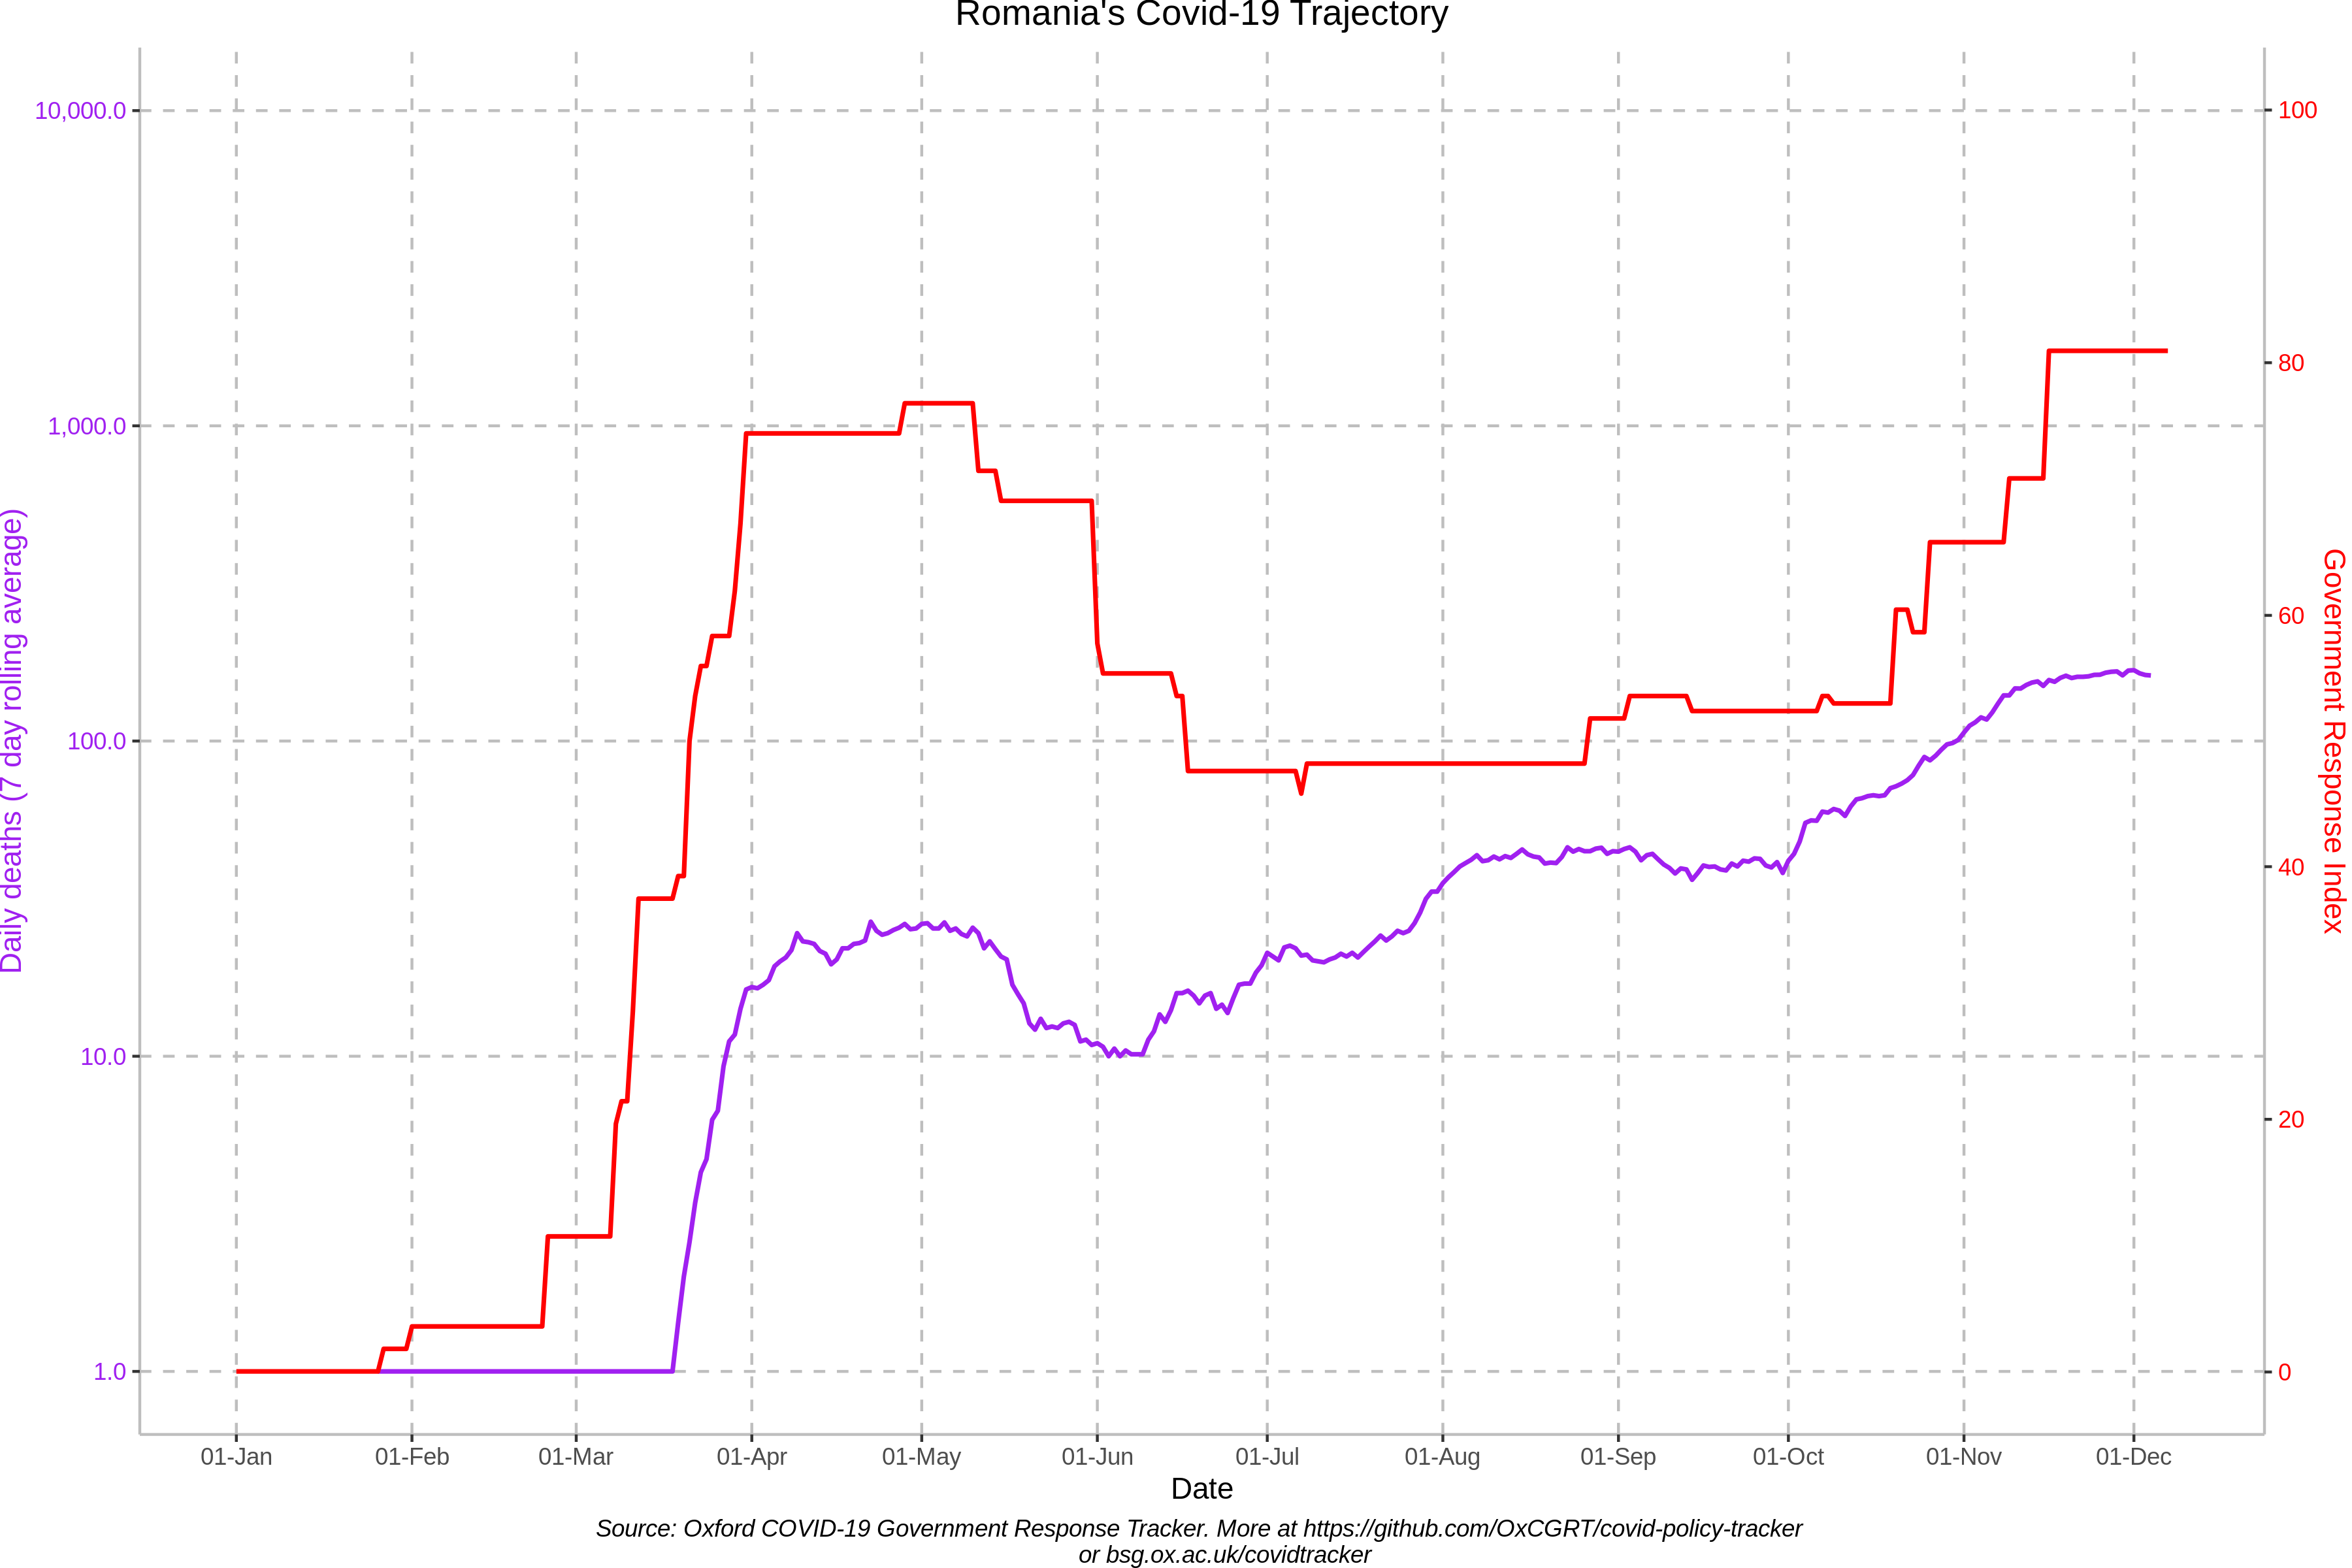 Romania's Covid-19 Trajectory
10,000.0
1,000.0
100.0
10.0
1.0
Daily deaths (7 day rolling average)
100
80
60
40
20
0
Government Response Index
01-Jan 01-Feb 01-Mar 01-Apr 01-May 01-Jun 01-Jul 01-Aug 01-Sep 01-Oct 01-Nov 01-Dec
Date
Source: Oxford COVID-19 Government Response Tracker. More at https://github.com/OxCGRT/covid-policy-tracker
or bsg.ox.ac.uk/covidtracker